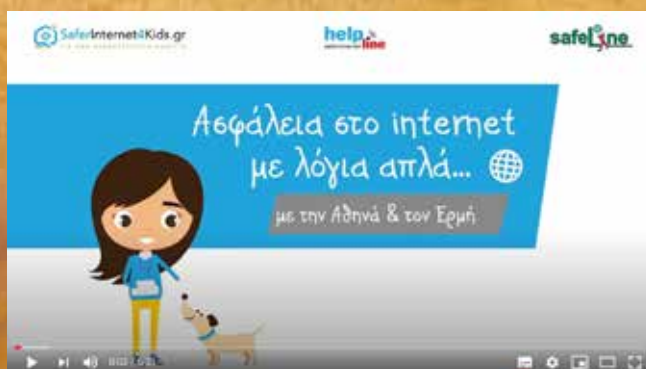 SaferInternet4Kids.gr
help line
safeLine
Ασφάλεια στο internet
με λόγια απλά...
με την Αθηνά & τον Ερμή